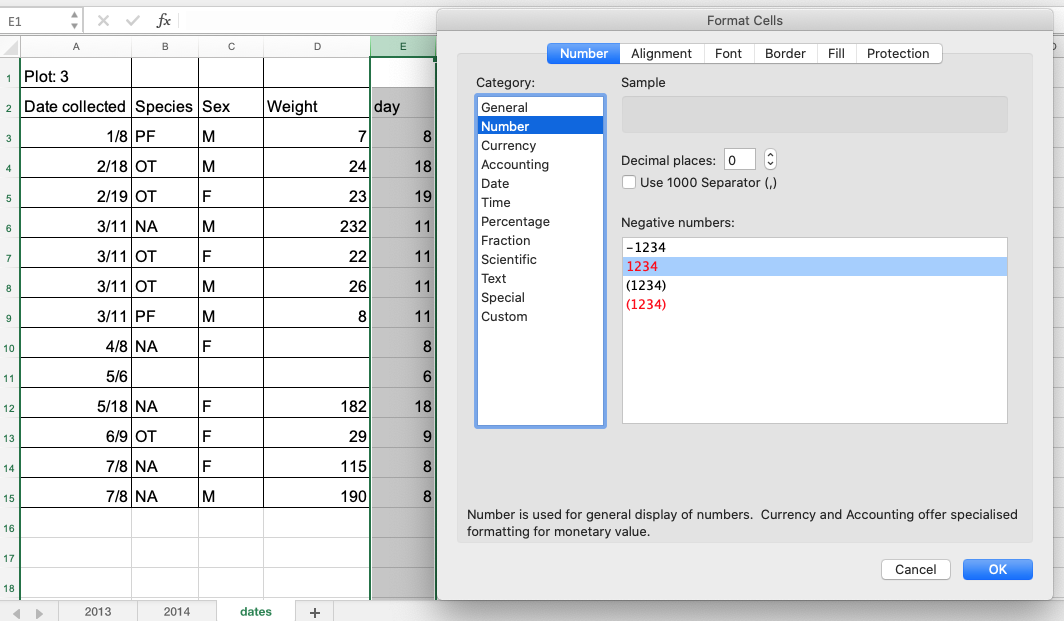 E1 fx
A B C D E
1 Plot: 3
2 Date collected Species Sex Weight day
3 1/8 PF M 7 8
4 2/18 OT M 24 18
5 2/19 OT F 23 19
6 3/11 NA M 232 11
7 3/11 OT F 22 11
8 3/11 OT M 26 11
9 3/11 PF M 8 11
10 4/8 NA F 8
11 5/6 6
12 5/18 NA F 182 18
13 6/9 OT F 29 9
14 7/8 NA F 115 8
15 7/8 NA M 190 8
16
17
18
2013 2014 dates +
Format Cells
Number Alignment Font Border Fill Protection
Category:
General
Number
Currency
Accounting
Date
Time
Percentage
Fraction
Scientific
Text
Special
Custom
Sample
Decimal places: 0
Use 1000 Separator (,)
Negative numbers:
-1234
1234
(1234)
(1234)
Number is used for general display of numbers. Currency and Accounting offer specialised
formatting for monetary value.
Cancel OK